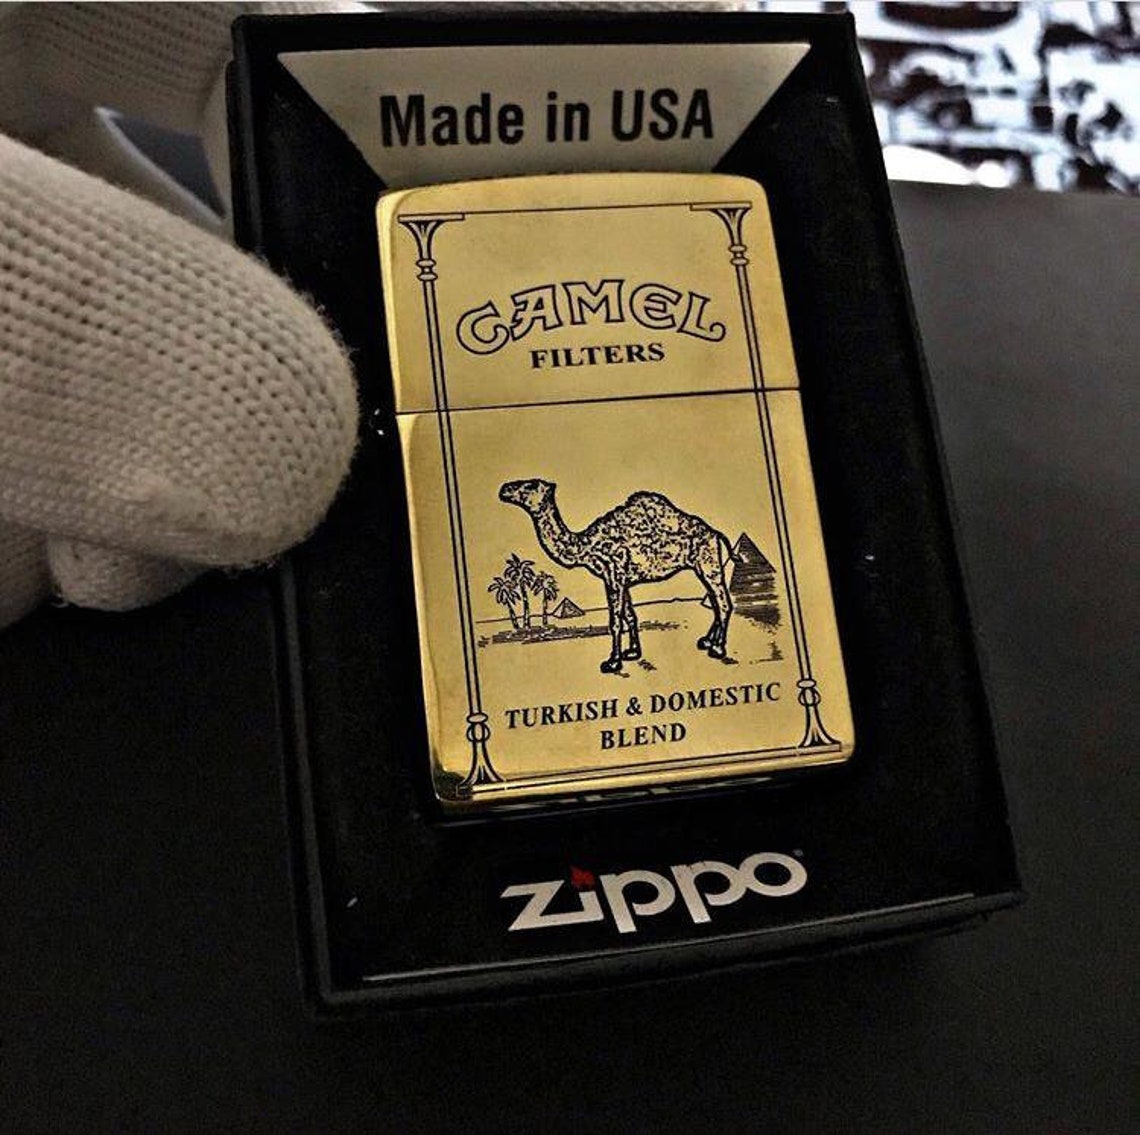 Made in USA
CAMEL
FILTERS
TURKISH & DOMESTIC
BLEND
zippo